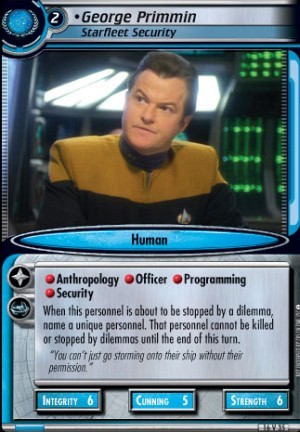 2 •George Primmin
Starfleet Security
Human
•Anthropology •Officer •Programming
•Security
When this personnel is about to be stopped by a dilemma,
name a unique personnel. That personnel cannot be killed
or stopped by dilemmas until the end of this turn.
"You can't just go storming onto their ship without their
permission."
INTEGRITY 6 CUNNING 5 STRENGTH 6
14 V 35